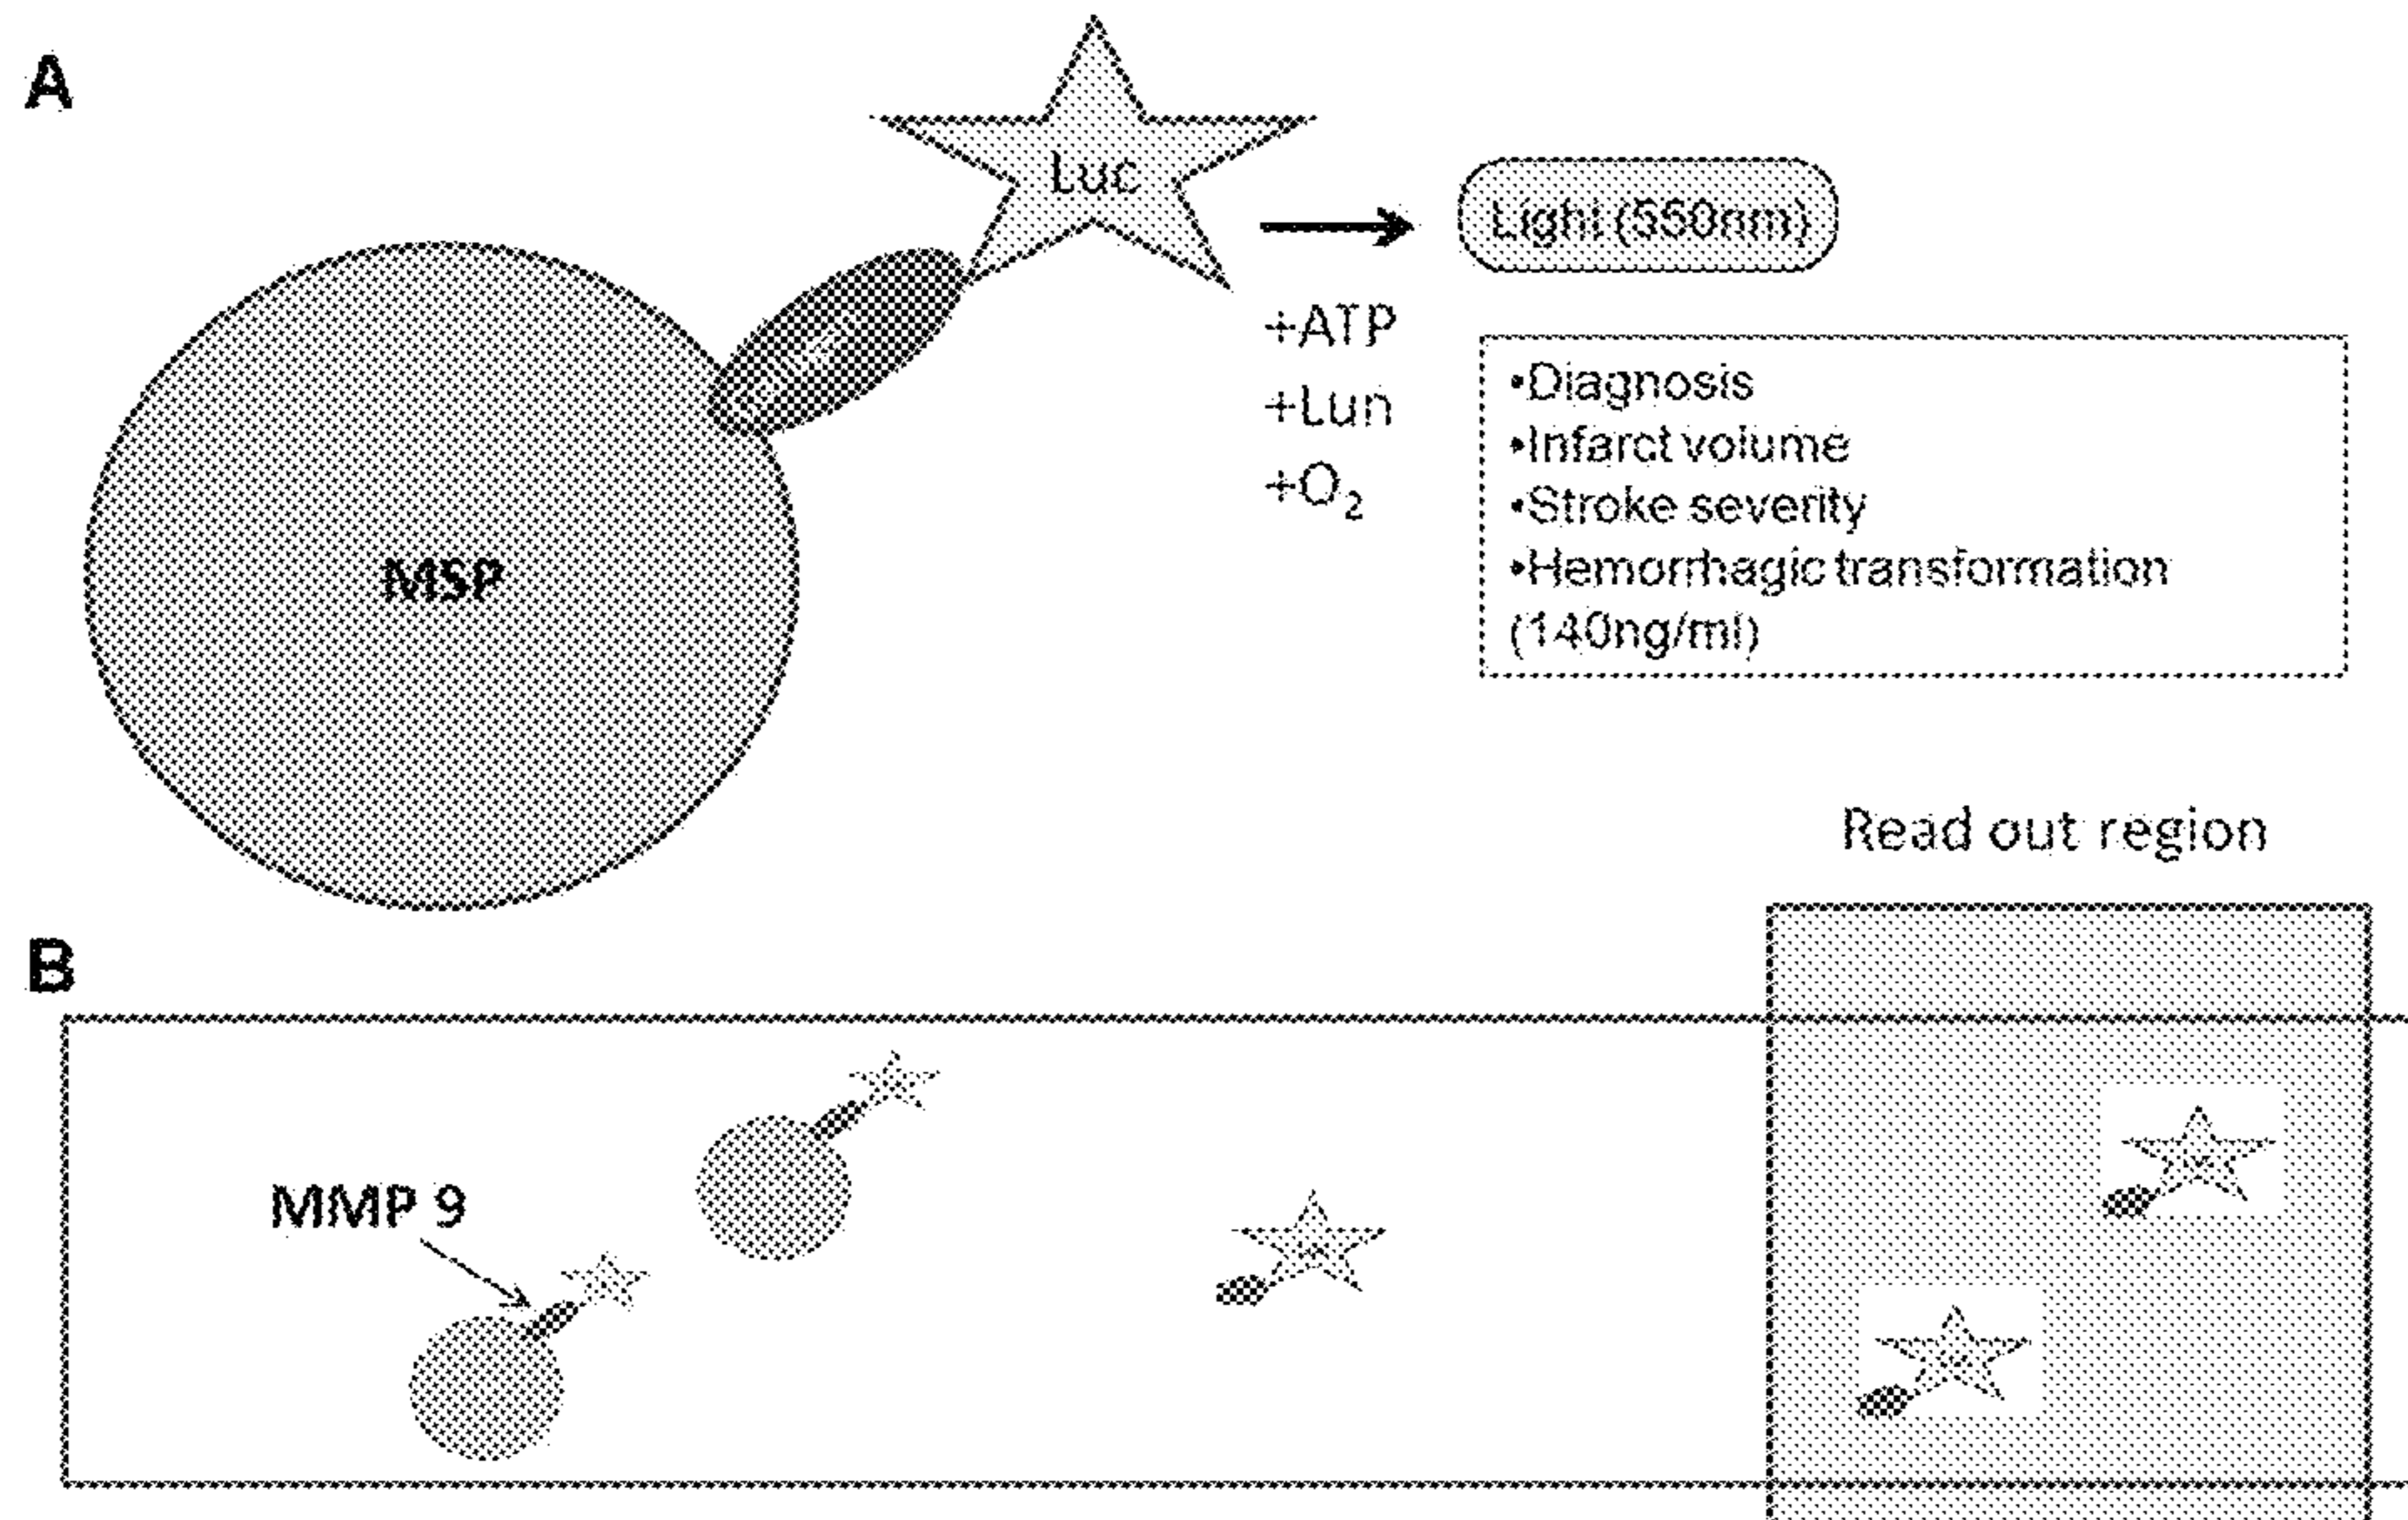 A
Luc
Light (550nm)
+ATP
+Lun
+O₂
•Diagnosis
•Infarct volume
•Stroke severity
•Hemorrhagic transformation
(140ng/ml)
MSP
Read out region
B
MMP 9